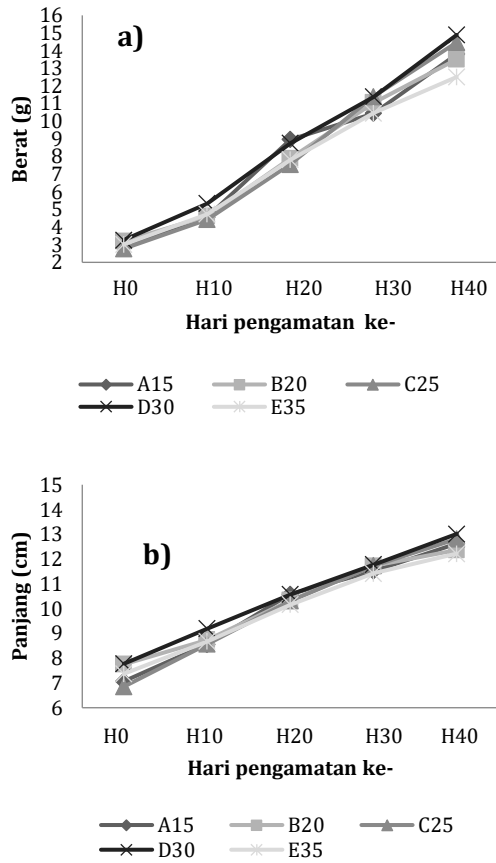 a)
16
15
14
13
12
11
10
9
8
7
6
5
4
3
2
Berat (g)
H0 H10 H20 H30 H40
Hari pengamatan ke-
A15 B20 C25
D30 E35
b)
15
14
13
12
11
10
9
8
7
6
Panjang (cm)
H0 H10 H20 H30 H40
Hari pengamatan ke-
A15 B20 C25
D30 E35